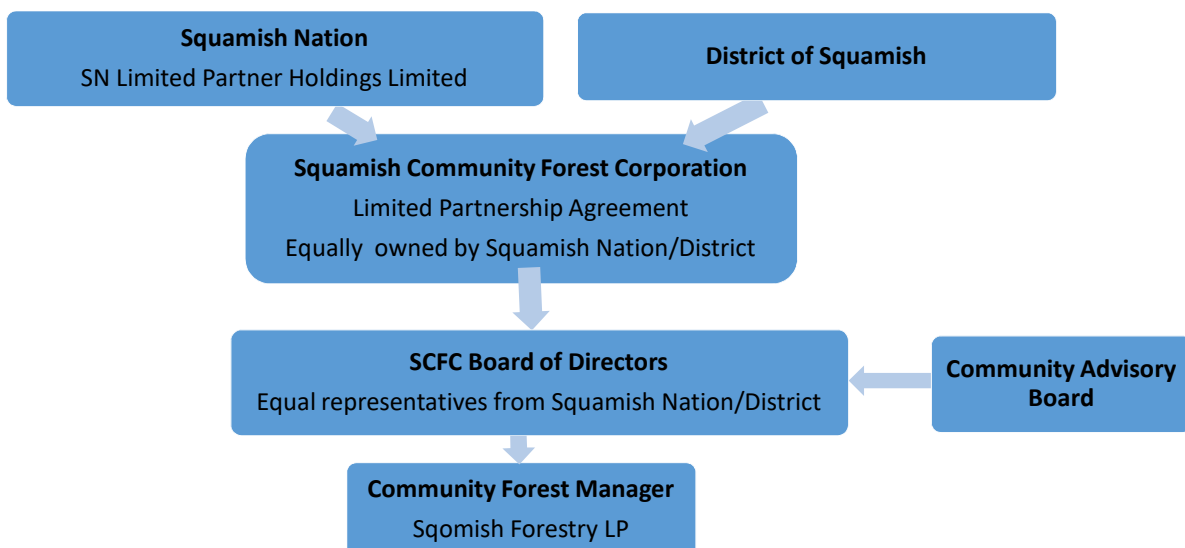 Squamish Nation
SN Limited Partner Holdings Limited
District of Squamish
Squamish Community Forest Corporation
Limited Partnership Agreement
Equally  owned by Squamish Nation/District
SCFC Board of Directors
Equal representatives from Squamish Nation/District
Community Advisory
Board
Community Forest Manager
Sqomish Forestry LP